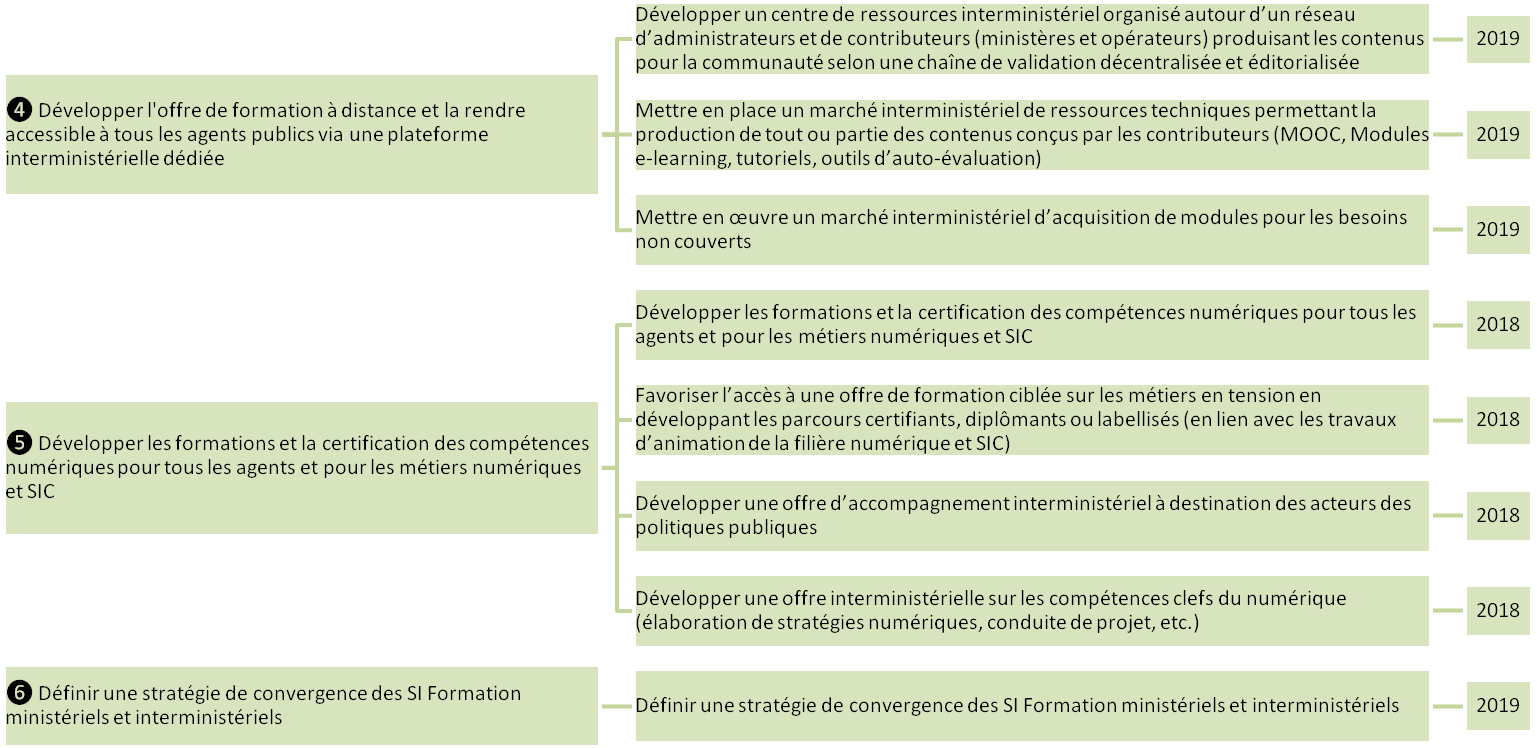 ❹ Développer l'offre de formation à distance et la rendre
accessible à tous les agents publics via une plateforme
interministérielle dédiée
Développer un centre de ressources interministériel organisé autour d’un réseau
d’administrateurs et de contributeurs (ministères et opérateurs) produisant les contenus
pour la communauté selon une chaîne de validation décentralisée et éditorialisée
2019
Mettre en place un marché interministériel de ressources techniques permettant la
production de tout ou partie des contenus conçus par les contributeurs (MOOC, Modules
e-learning, tutoriels, outils d’auto-évaluation)
2019
Mettre en œuvre un marché interministériel d’acquisition de modules pour les besoins
non couverts
2019
❺ Développer les formations et la certification des compétences
numériques pour tous les agents et pour les métiers numériques
et SIC
Développer les formations et la certification des compétences numériques pour tous les
agents et pour les métiers numériques et SIC
2018
Favoriser l’accès à une offre de formation ciblée sur les métiers en tension en
développant les parcours certifiants, diplômants ou labellisés (en lien avec les travaux
d’animation de la filière numérique et SIC)
2018
Développer une offre d’accompagnement interministériel à destination des acteurs des
politiques publiques
2018
Développer une offre interministérielle sur les compétences clefs du numérique
(élaboration de stratégies numériques, conduite de projet, etc.)
2018
❻ Définir une stratégie de convergence des SI Formation
ministériels et interministériels
Définir une stratégie de convergence des SI Formation ministériels et interministériels
2019